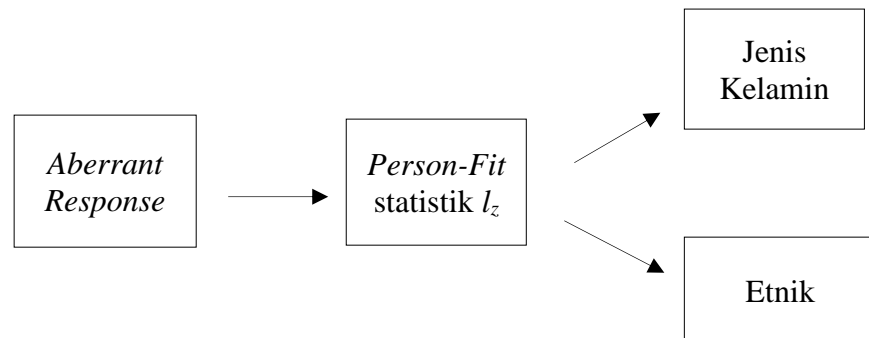 Aberrant
Response
Person-Fit
statistik lz
Jenis
Kelamin
Etnik